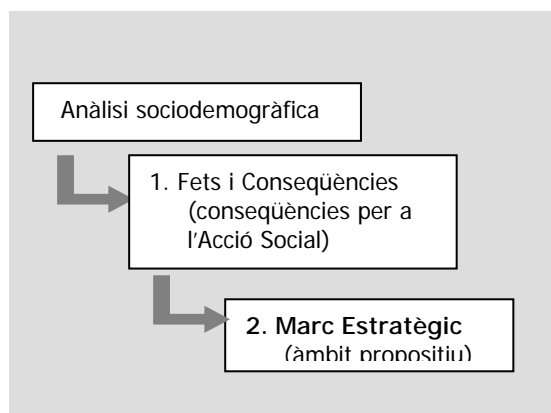 Anàlisi sociodemogràfica
1. Fets i Conseqüències
(conseqüències per a
l'Acció Social)
2. Marc Estratègic
(àmbit propositiu)